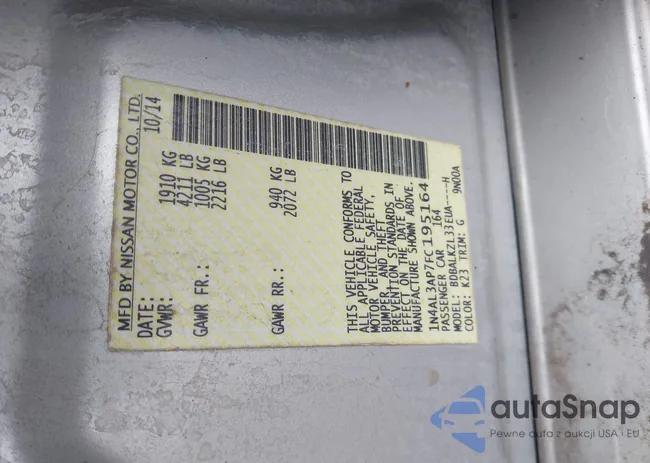 MFD BY NISSAN MOTOR CO., LTD.
DATE: 10/14
GVWR: 1910 KG
4211 LB
GAWR FR.: 1005 KG
2216 LB
GAWR RR.: 940 KG
2072 LB
THIS VEHICLE CONFORMS TO
ALL APPLICABLE FEDERAL
MOTOR VEHICLE SAFETY,
BUMPER AND THEFT
PREVENTION STANDARDS IN
EFFECT ON THE DATE OF
MANUFACTURE SHOWN ABOVE.
1N4AL3AP7FC195164
PASSENGER CAR 164
MODEL: BDBALKZL33EUA----H
COLOR: KZ3 TRIM: G 9N00A
autaSnap
Pewne auta z aukcji USA i EU